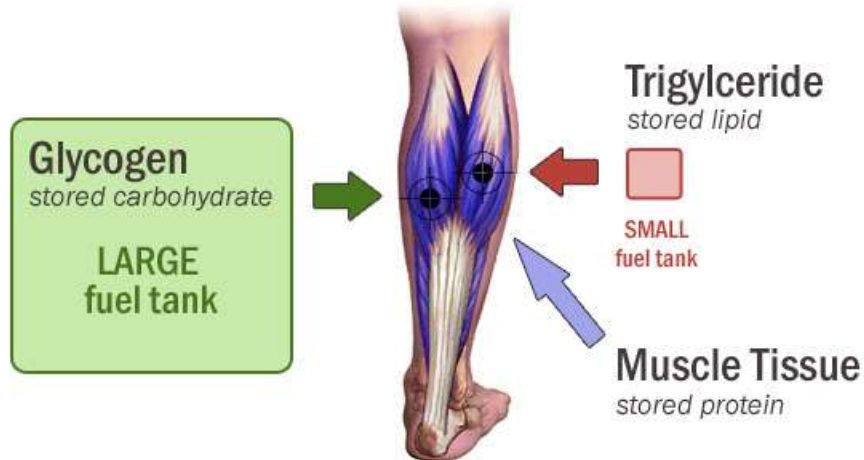 Glycogen
stored carbohydrate
LARGE
fuel tank
Trigylceride
stored lipid
SMALL
fuel tank
Muscle Tissue
stored protein